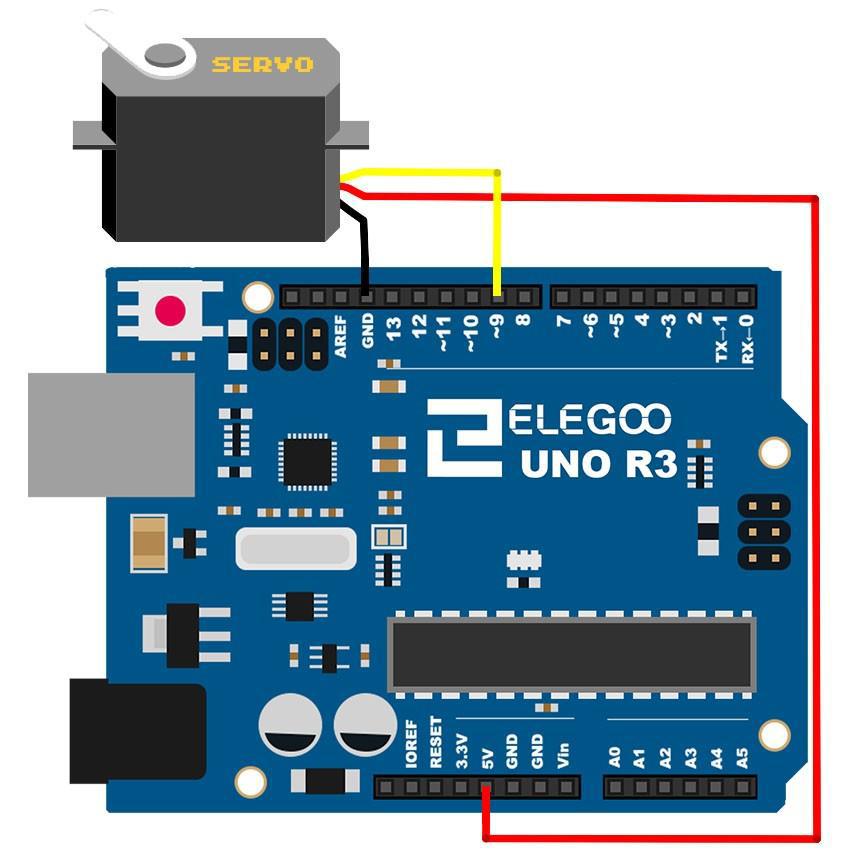 SERVO
AREF
GND
13
12
~11
~10
~9
8
7
~6
~5
4
~3
2
TX→1
RX←0
ELEGOO
UNO R3
IOREF
RESET
3.3V
5V
GND
GND
Vin
A0
A1
A2
A3
A4
A5